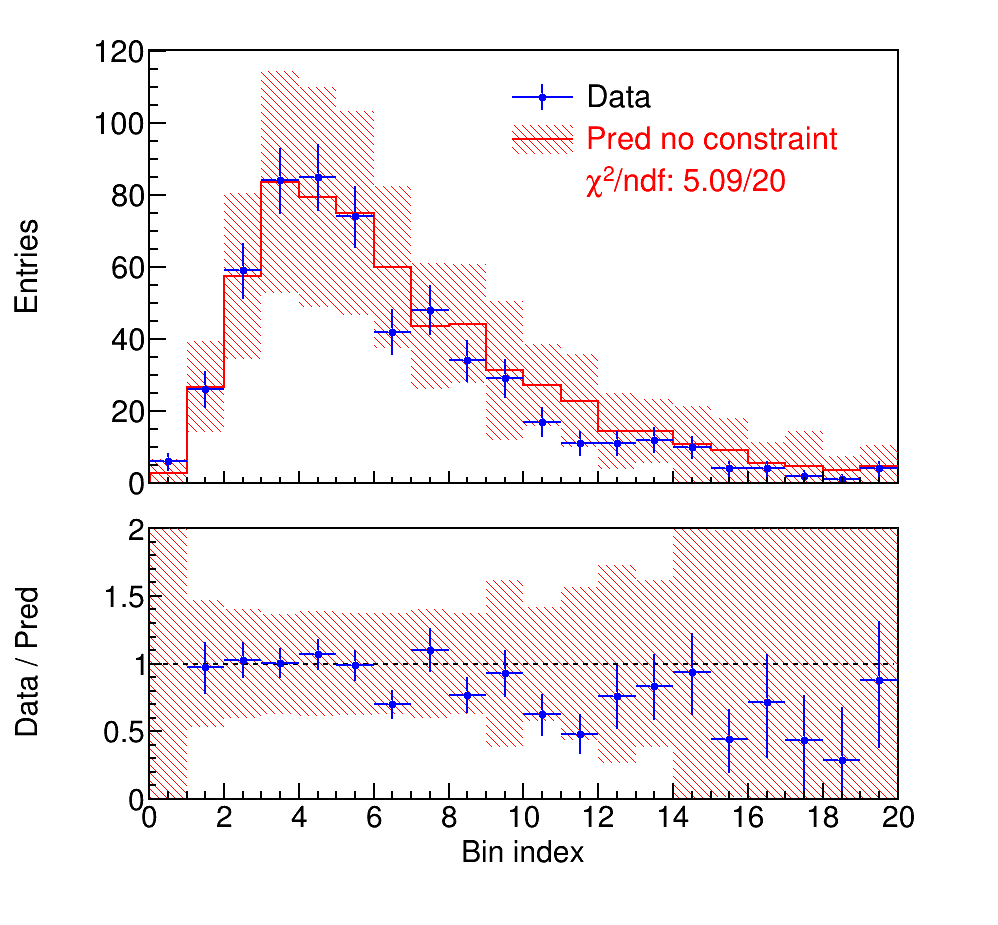 120
100
80
60
40
20
0
Entries
Data
Pred no constraint
χ²/ndf: 5.09/20
2
1.5
1
0.5
0
Data / Pred
0 2 4 6 8 10 12 14 16 18 20
Bin index